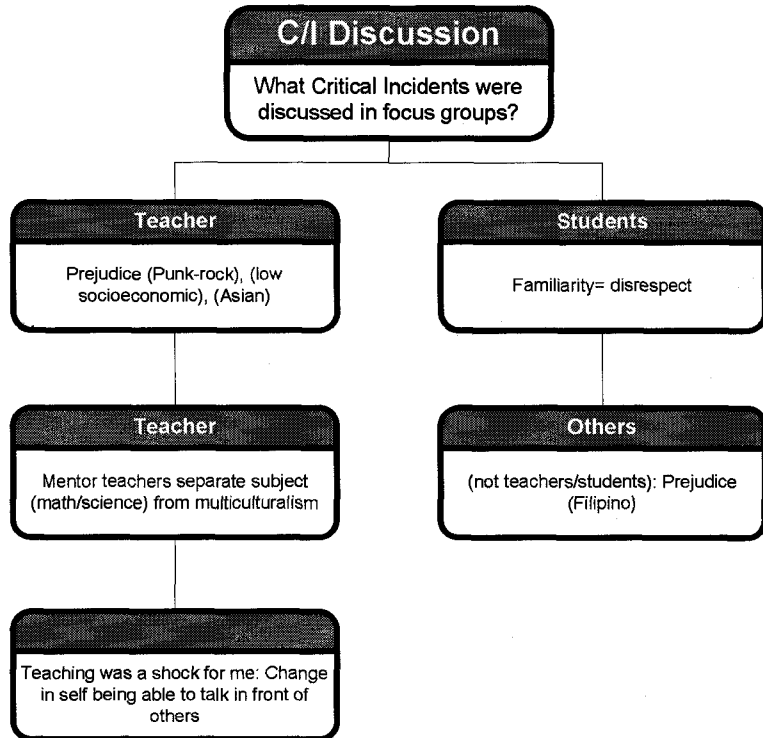 C/I Discussion
What Critical Incidents were
discussed in focus groups?
Teacher
Prejudice (Punk-rock), (low
socioeconomic), (Asian)
Students
Familiarity= disrespect
Teacher
Mentor teachers separate subject
(math/science) from multiculturalism
Others
(not teachers/students): Prejudice
(Filipino)
Teaching was a shock for me: Change
in self being able to talk in front of
others